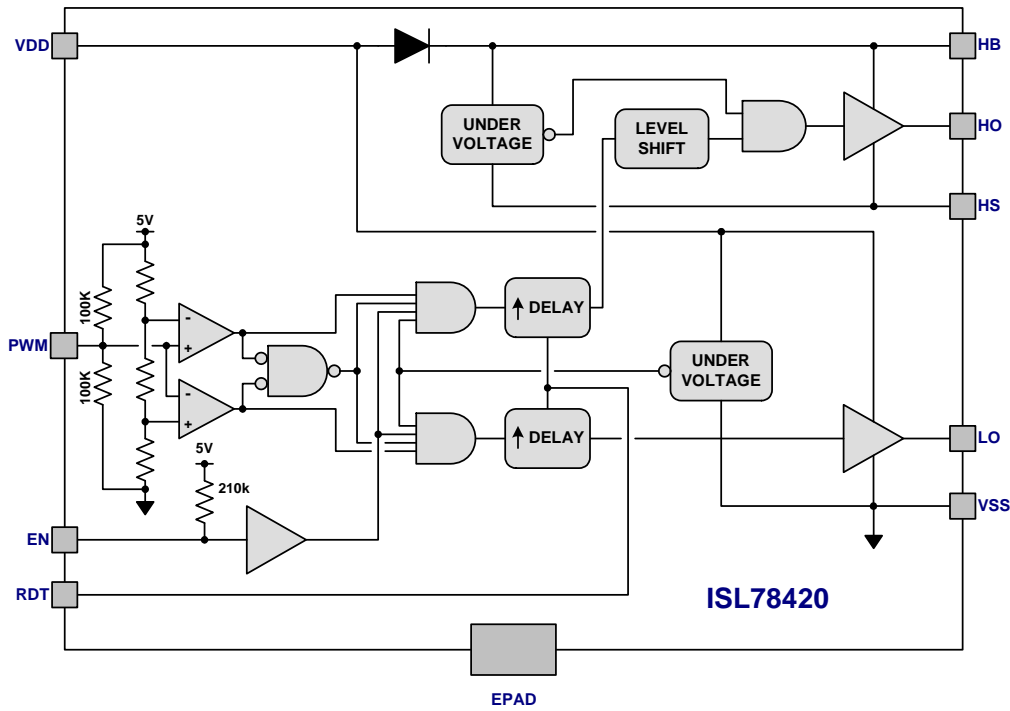 VDD
HB
UNDER
VOLTAGE
LEVEL
SHIFT
HO
HS
5V
100K
↑ DELAY
PWM
100K
UNDER
VOLTAGE
↑ DELAY
LO
5V
210k
VSS
EN
RDT
ISL78420
EPAD
-
+
-
+